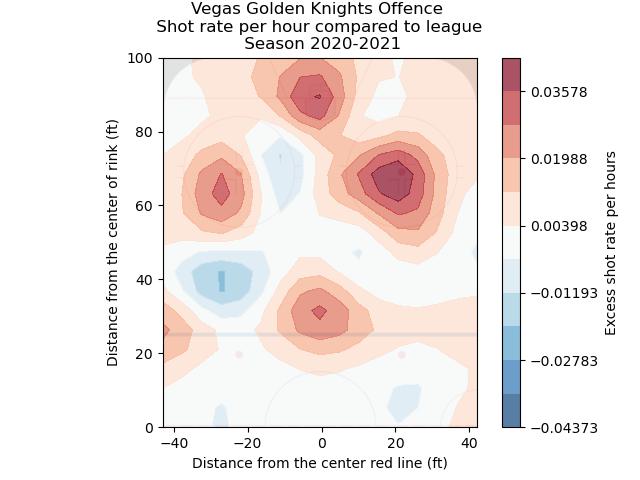 Vegas Golden Knights Offence
Shot rate per hour compared to league
Season 2020-2021
100
80
60
40
20
0
Distance from the center of rink (ft)
−40
−20
0
20
40
Distance from the center red line (ft)
0.03578
0.01988
0.00398
−0.01193
−0.02783
−0.04373
Excess shot rate per hours